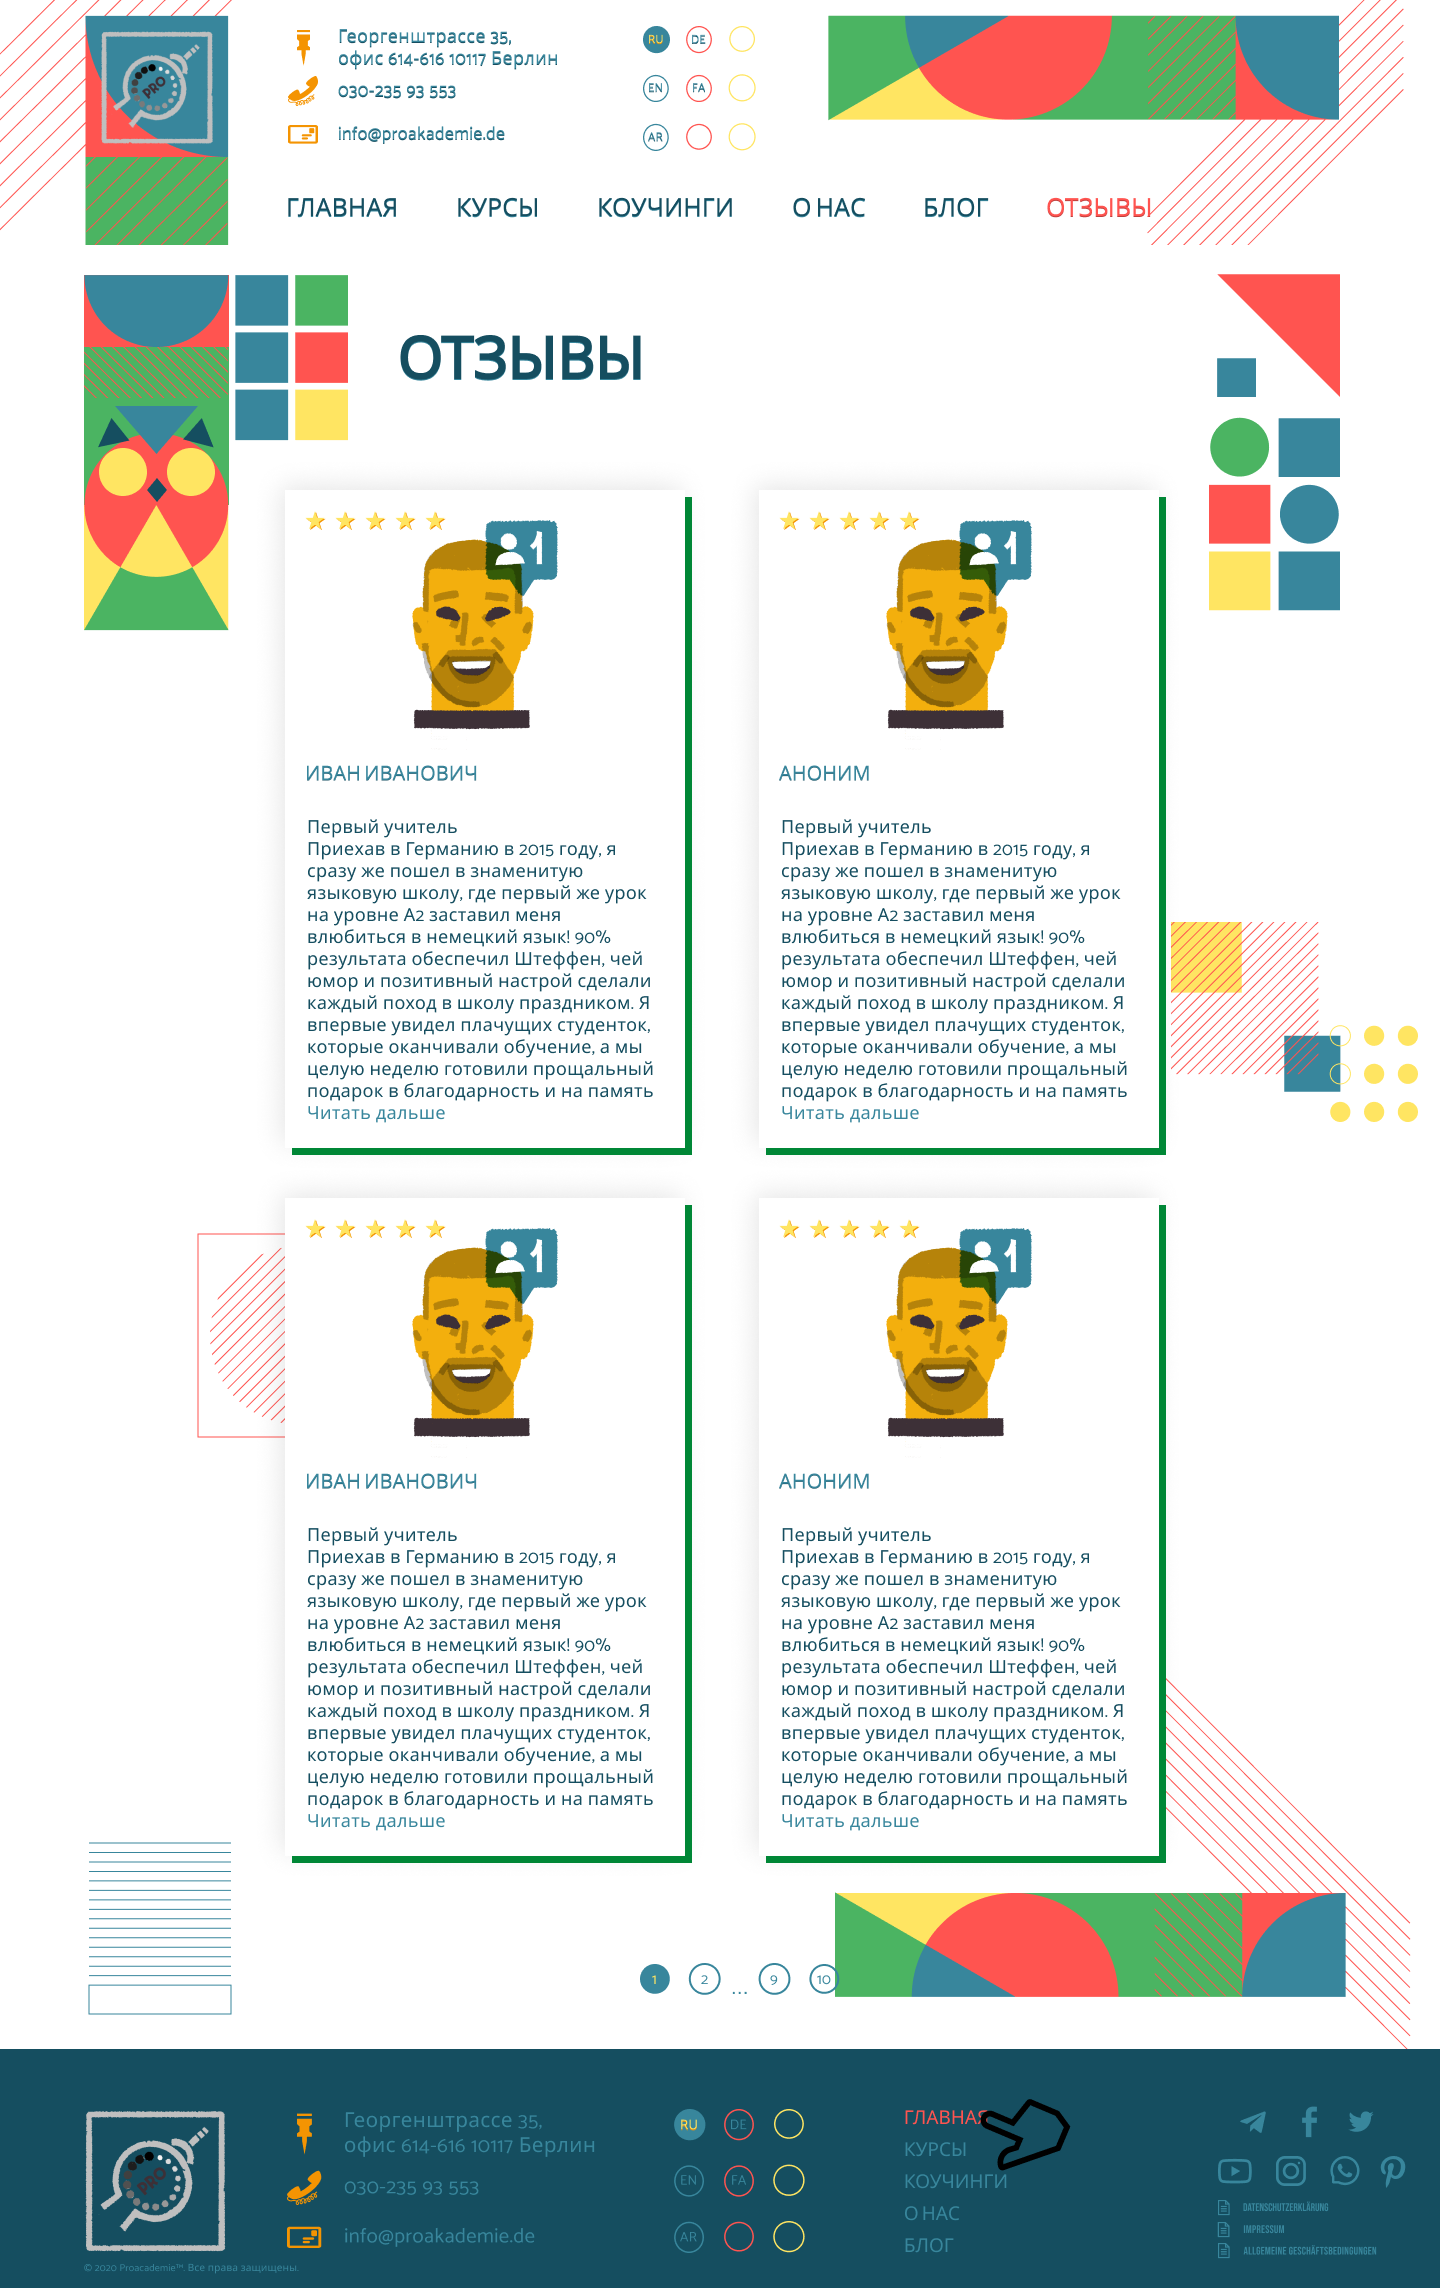 PRO
Георгенштрассе 35,
офис 614-616 10117 Берлин
030-235 93 553
info@proakademie.de
RU DE
EN FA
AR
ГЛАВНАЯ КУРСЫ КОУЧИНГИ О НАС БЛОГ ОТЗЫВЫ
ОТЗЫВЫ
1
ИВАН ИВАНОВИЧ
Первый учитель
Приехав в Германию в 2015 году, я
сразу же пошел в знаменитую
языковую школу, где первый же урок
на уровне А2 заставил меня
влюбиться в немецкий язык! 90%
результата обеспечил Штеффен, чей
юмор и позитивный настрой сделали
каждый поход в школу праздником. Я
впервые увидел плачущих студенток,
которые оканчивали обучение, а мы
целую неделю готовили прощальный
подарок в благодарность и на память
Читать дальше
1
АНОНИМ
Первый учитель
Приехав в Германию в 2015 году, я
сразу же пошел в знаменитую
языковую школу, где первый же урок
на уровне А2 заставил меня
влюбиться в немецкий язык! 90%
результата обеспечил Штеффен, чей
юмор и позитивный настрой сделали
каждый поход в школу праздником. Я
впервые увидел плачущих студенток,
которые оканчивали обучение, а мы
целую неделю готовили прощальный
подарок в благодарность и на память
Читать дальше
1
ИВАН ИВАНОВИЧ
Первый учитель
Приехав в Германию в 2015 году, я
сразу же пошел в знаменитую
языковую школу, где первый же урок
на уровне А2 заставил меня
влюбиться в немецкий язык! 90%
результата обеспечил Штеффен, чей
юмор и позитивный настрой сделали
каждый поход в школу праздником. Я
впервые увидел плачущих студенток,
которые оканчивали обучение, а мы
целую неделю готовили прощальный
подарок в благодарность и на память
Читать дальше
1
АНОНИМ
Первый учитель
Приехав в Германию в 2015 году, я
сразу же пошел в знаменитую
языковую школу, где первый же урок
на уровне А2 заставил меня
влюбиться в немецкий язык! 90%
результата обеспечил Штеффен, чей
юмор и позитивный настрой сделали
каждый поход в школу праздником. Я
впервые увидел плачущих студенток,
которые оканчивали обучение, а мы
целую неделю готовили прощальный
подарок в благодарность и на память
Читать дальше
1 2 ... 9 10
PRO
© 2020 Proacademie™. Все права защищены.
Георгенштрассе 35,
офис 614-616 10117 Берлин
030-235 93 553
info@proakademie.de
RU DE
EN FA
AR
ГЛАВНАЯ
КУРСЫ
КОУЧИНГИ
О НАС
БЛОГ
DATENSCHUTZERKLÄRUNG
IMPRESSUM
ALLGEMEINE GESCHÄFTSBEDINGUNGEN